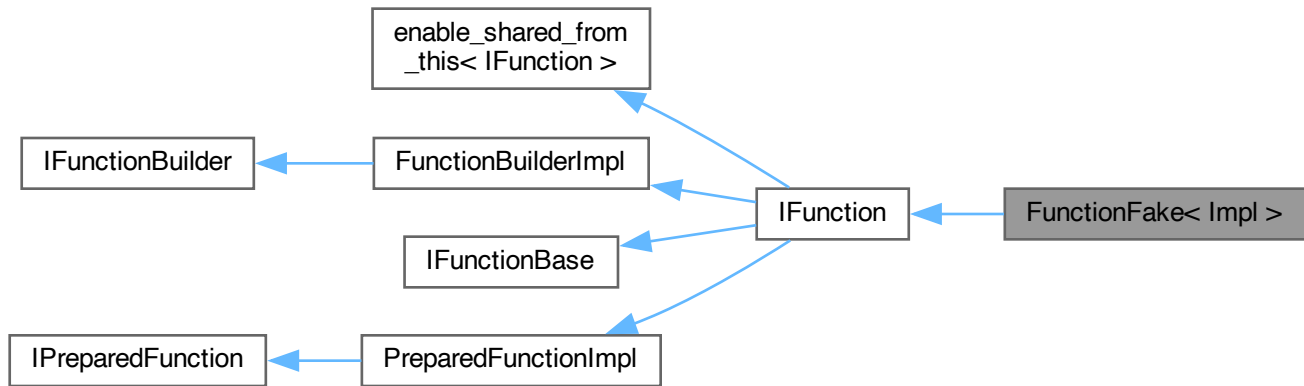 enable_shared_from
_this< IFunction >
IFunctionBuilder
FunctionBuilderImpl
IFunction
FunctionFake< Impl >
IFunctionBase
IPreparedFunction
PreparedFunctionImpl